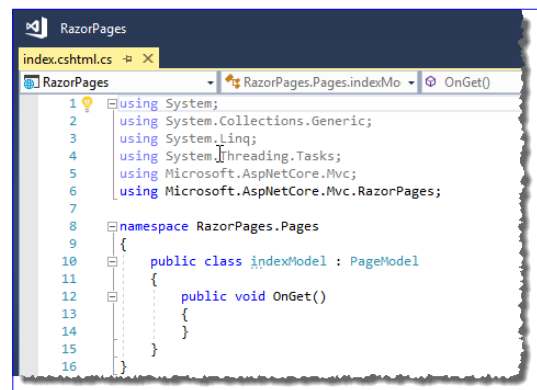 RazorPages
index.cshtml.cs
RazorPages RazorPages.Pages.indexMo OnGet()
1 using System;
2 using System.Collections.Generic;
3 using System.Linq;
4 using System.Threading.Tasks;
5 using Microsoft.AspNetCore.Mvc;
6 using Microsoft.AspNetCore.Mvc.RazorPages;
7
8 namespace RazorPages.Pages
9 {
10 public class indexModel : PageModel
11 {
12 public void OnGet()
13 {
14 }
15 }
16 }